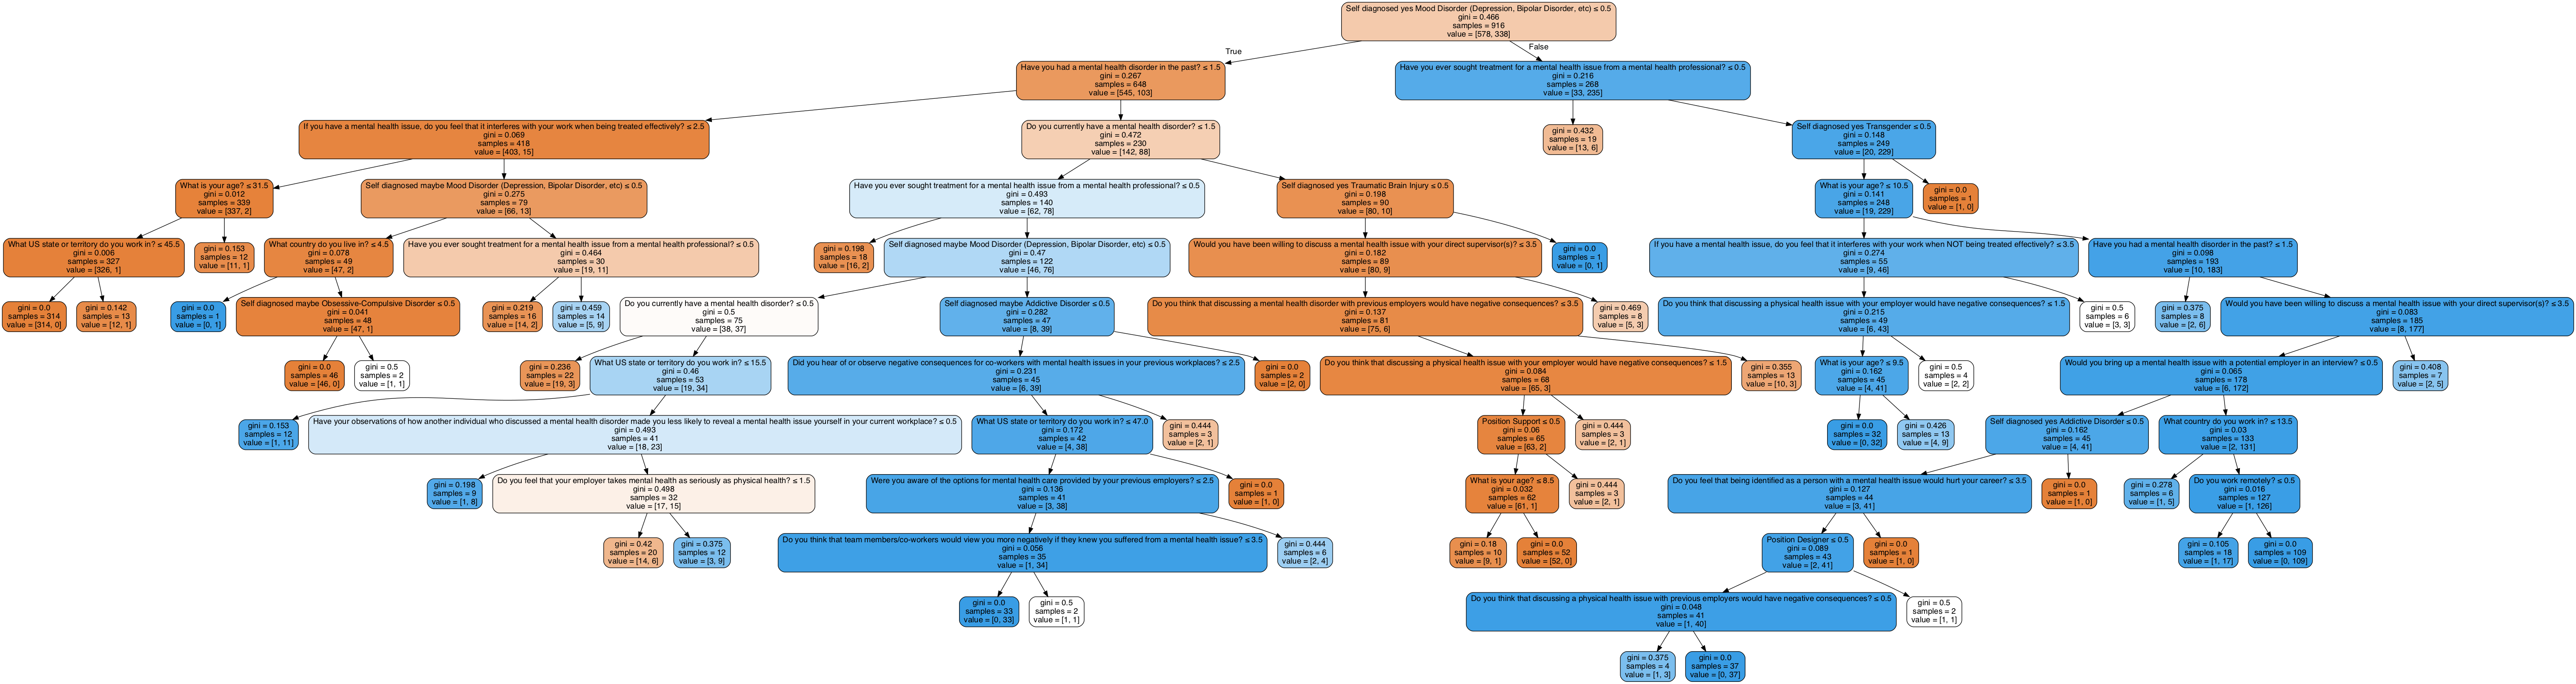 Self diagnosed yes Mood Disorder (Depression, Bipolar Disorder, etc) ≤ 0.5
gini = 0.466
samples = 916
value = [578, 338]
True
False
Have you had a mental health disorder in the past? ≤ 1.5
gini = 0.267
samples = 648
value = [545, 103]
Have you ever sought treatment for a mental health issue from a mental health professional? ≤ 0.5
gini = 0.216
samples = 268
value = [33, 235]
If you have a mental health issue, do you feel that it interferes with your work when being treated effectively? ≤ 2.5
gini = 0.069
samples = 418
value = [403, 15]
Do you currently have a mental health disorder? ≤ 1.5
gini = 0.472
samples = 230
value = [142, 88]
gini = 0.432
samples = 19
value = [13, 6]
Self diagnosed yes Transgender ≤ 0.5
gini = 0.148
samples = 249
value = [20, 229]
What is your age? ≤ 31.5
gini = 0.012
samples = 339
value = [337, 2]
Self diagnosed maybe Mood Disorder (Depression, Bipolar Disorder, etc) ≤ 0.5
gini = 0.275
samples = 79
value = [66, 13]
Have you ever sought treatment for a mental health issue from a mental health professional? ≤ 0.5
gini = 0.493
samples = 140
value = [62, 78]
Self diagnosed yes Traumatic Brain Injury ≤ 0.5
gini = 0.198
samples = 90
value = [80, 10]
What is your age? ≤ 10.5
gini = 0.141
samples = 248
value = [19, 229]
gini = 0.0
samples = 1
value = [1, 0]
What US state or territory do you work in? ≤ 45.5
gini = 0.006
samples = 327
value = [326, 1]
gini = 0.153
samples = 12
value = [11, 1]
What country do you live in? ≤ 4.5
gini = 0.078
samples = 49
value = [47, 2]
Have you ever sought treatment for a mental health issue from a mental health professional? ≤ 0.5
gini = 0.464
samples = 30
value = [19, 11]
gini = 0.198
samples = 18
value = [16, 2]
Self diagnosed maybe Mood Disorder (Depression, Bipolar Disorder, etc) ≤ 0.5
gini = 0.47
samples = 122
value = [46, 76]
Would you have been willing to discuss a mental health issue with your direct supervisor(s)? ≤ 3.5
gini = 0.182
samples = 89
value = [80, 9]
gini = 0.0
samples = 1
value = [0, 1]
If you have a mental health issue, do you feel that it interferes with your work when NOT being treated effectively? ≤ 3.5
gini = 0.274
samples = 55
value = [9, 46]
Have you had a mental health disorder in the past? ≤ 1.5
gini = 0.098
samples = 193
value = [10, 183]
gini = 0.0
samples = 314
value = [314, 0]
gini = 0.142
samples = 13
value = [12, 1]
gini = 0.0
samples = 1
value = [0, 1]
Self diagnosed maybe Obsessive-Compulsive Disorder ≤ 0.5
gini = 0.041
samples = 48
value = [47, 1]
gini = 0.219
samples = 16
value = [14, 2]
gini = 0.459
samples = 14
value = [5, 9]
Do you currently have a mental health disorder? ≤ 0.5
gini = 0.5
samples = 75
value = [38, 37]
Self diagnosed maybe Addictive Disorder ≤ 0.5
gini = 0.282
samples = 47
value = [8, 39]
Do you think that discussing a mental health disorder with previous employers would have negative consequences? ≤ 3.5
gini = 0.137
samples = 81
value = [75, 6]
gini = 0.469
samples = 8
value = [5, 3]
Do you think that discussing a physical health issue with your employer would have negative consequences? ≤ 1.5
gini = 0.215
samples = 49
value = [6, 43]
gini = 0.5
samples = 6
value = [3, 3]
gini = 0.375
samples = 8
value = [2, 6]
Would you have been willing to discuss a mental health issue with your direct supervisor(s)? ≤ 3.5
gini = 0.083
samples = 185
value = [8, 177]
gini = 0.0
samples = 46
value = [46, 0]
gini = 0.5
samples = 2
value = [1, 1]
gini = 0.236
samples = 22
value = [19, 3]
What US state or territory do you work in? ≤ 15.5
gini = 0.46
samples = 53
value = [19, 34]
Did you hear of or observe negative consequences for co-workers with mental health issues in your previous workplaces? ≤ 2.5
gini = 0.231
samples = 45
value = [6, 39]
gini = 0.0
samples = 2
value = [2, 0]
Do you think that discussing a physical health issue with your employer would have negative consequences? ≤ 1.5
gini = 0.084
samples = 68
value = [65, 3]
gini = 0.355
samples = 13
value = [10, 3]
What is your age? ≤ 9.5
gini = 0.162
samples = 45
value = [4, 41]
gini = 0.5
samples = 4
value = [2, 2]
Would you bring up a mental health issue with a potential employer in an interview? ≤ 0.5
gini = 0.065
samples = 178
value = [6, 172]
gini = 0.408
samples = 7
value = [2, 5]
gini = 0.153
samples = 12
value = [1, 11]
Have your observations of how another individual who discussed a mental health disorder made you less likely to reveal a mental health issue yourself in your current workplace? ≤ 0.5
gini = 0.493
samples = 41
value = [18, 23]
What US state or territory do you work in? ≤ 47.0
gini = 0.172
samples = 42
value = [4, 38]
gini = 0.444
samples = 3
value = [2, 1]
Position Support ≤ 0.5
gini = 0.06
samples = 65
value = [63, 2]
gini = 0.444
samples = 3
value = [2, 1]
gini = 0.0
samples = 32
value = [0, 32]
gini = 0.426
samples = 13
value = [4, 9]
Self diagnosed yes Addictive Disorder ≤ 0.5
gini = 0.162
samples = 45
value = [4, 41]
What country do you work in? ≤ 13.5
gini = 0.03
samples = 133
value = [2, 131]
gini = 0.198
samples = 9
value = [1, 8]
Do you feel that your employer takes mental health as seriously as physical health? ≤ 1.5
gini = 0.498
samples = 32
value = [17, 15]
Were you aware of the options for mental health care provided by your previous employers? ≤ 2.5
gini = 0.136
samples = 41
value = [3, 38]
gini = 0.0
samples = 1
value = [1, 0]
What is your age? ≤ 8.5
gini = 0.032
samples = 62
value = [61, 1]
gini = 0.444
samples = 3
value = [2, 1]
Do you feel that being identified as a person with a mental health issue would hurt your career? ≤ 3.5
gini = 0.127
samples = 44
value = [3, 41]
gini = 0.0
samples = 1
value = [1, 0]
gini = 0.278
samples = 6
value = [1, 5]
Do you work remotely? ≤ 0.5
gini = 0.016
samples = 127
value = [1, 126]
gini = 0.42
samples = 20
value = [14, 6]
gini = 0.375
samples = 12
value = [3, 9]
Do you think that team members/co-workers would view you more negatively if they knew you suffered from a mental health issue? ≤ 3.5
gini = 0.056
samples = 35
value = [1, 34]
gini = 0.444
samples = 6
value = [2, 4]
gini = 0.18
samples = 10
value = [9, 1]
gini = 0.0
samples = 52
value = [52, 0]
Position Designer ≤ 0.5
gini = 0.089
samples = 43
value = [2, 41]
gini = 0.0
samples = 1
value = [1, 0]
gini = 0.105
samples = 18
value = [1, 17]
gini = 0.0
samples = 109
value = [0, 109]
gini = 0.0
samples = 33
value = [0, 33]
gini = 0.5
samples = 2
value = [1, 1]
Do you think that discussing a physical health issue with previous employers would have negative consequences? ≤ 0.5
gini = 0.048
samples = 41
value = [1, 40]
gini = 0.5
samples = 2
value = [1, 1]
gini = 0.375
samples = 4
value = [1, 3]
gini = 0.0
samples = 37
value = [0, 37]